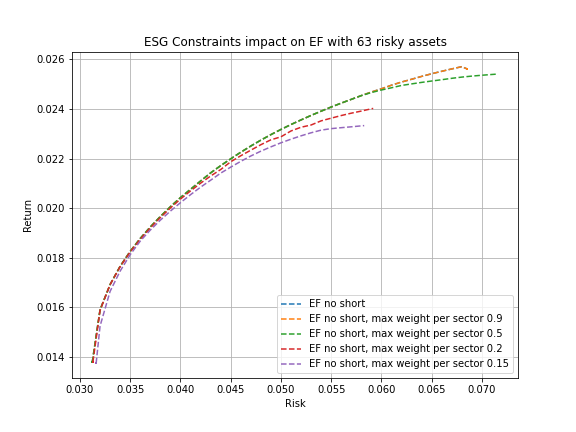 ESG Constraints impact on EF with 63 risky assets
0.026
0.024
0.022
0.020
0.018
0.016
0.014
Return
EF no short
EF no short, max weight per sector 0.9
EF no short, max weight per sector 0.5
EF no short, max weight per sector 0.2
EF no short, max weight per sector 0.15
0.030 0.035 0.040 0.045 0.050 0.055 0.060 0.065 0.070
Risk